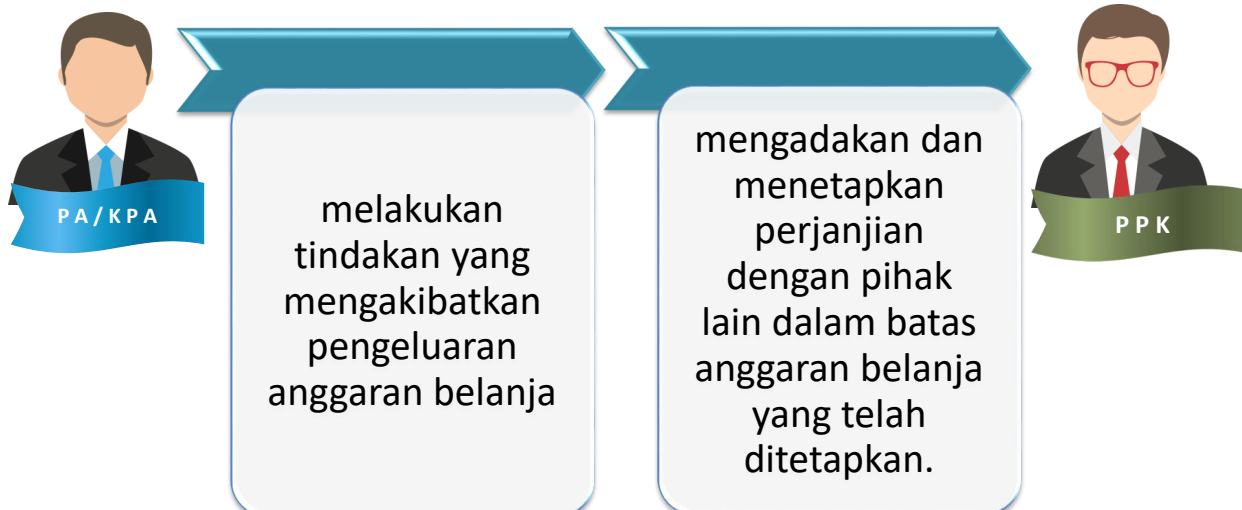 PA/KPA
melakukan
tindakan yang
mengakibatkan
pengeluaran
anggaran belanja
mengadakan dan
menetapkan
perjanjian
dengan pihak
lain dalam batas
anggaran belanja
yang telah
ditetapkan.
PPK